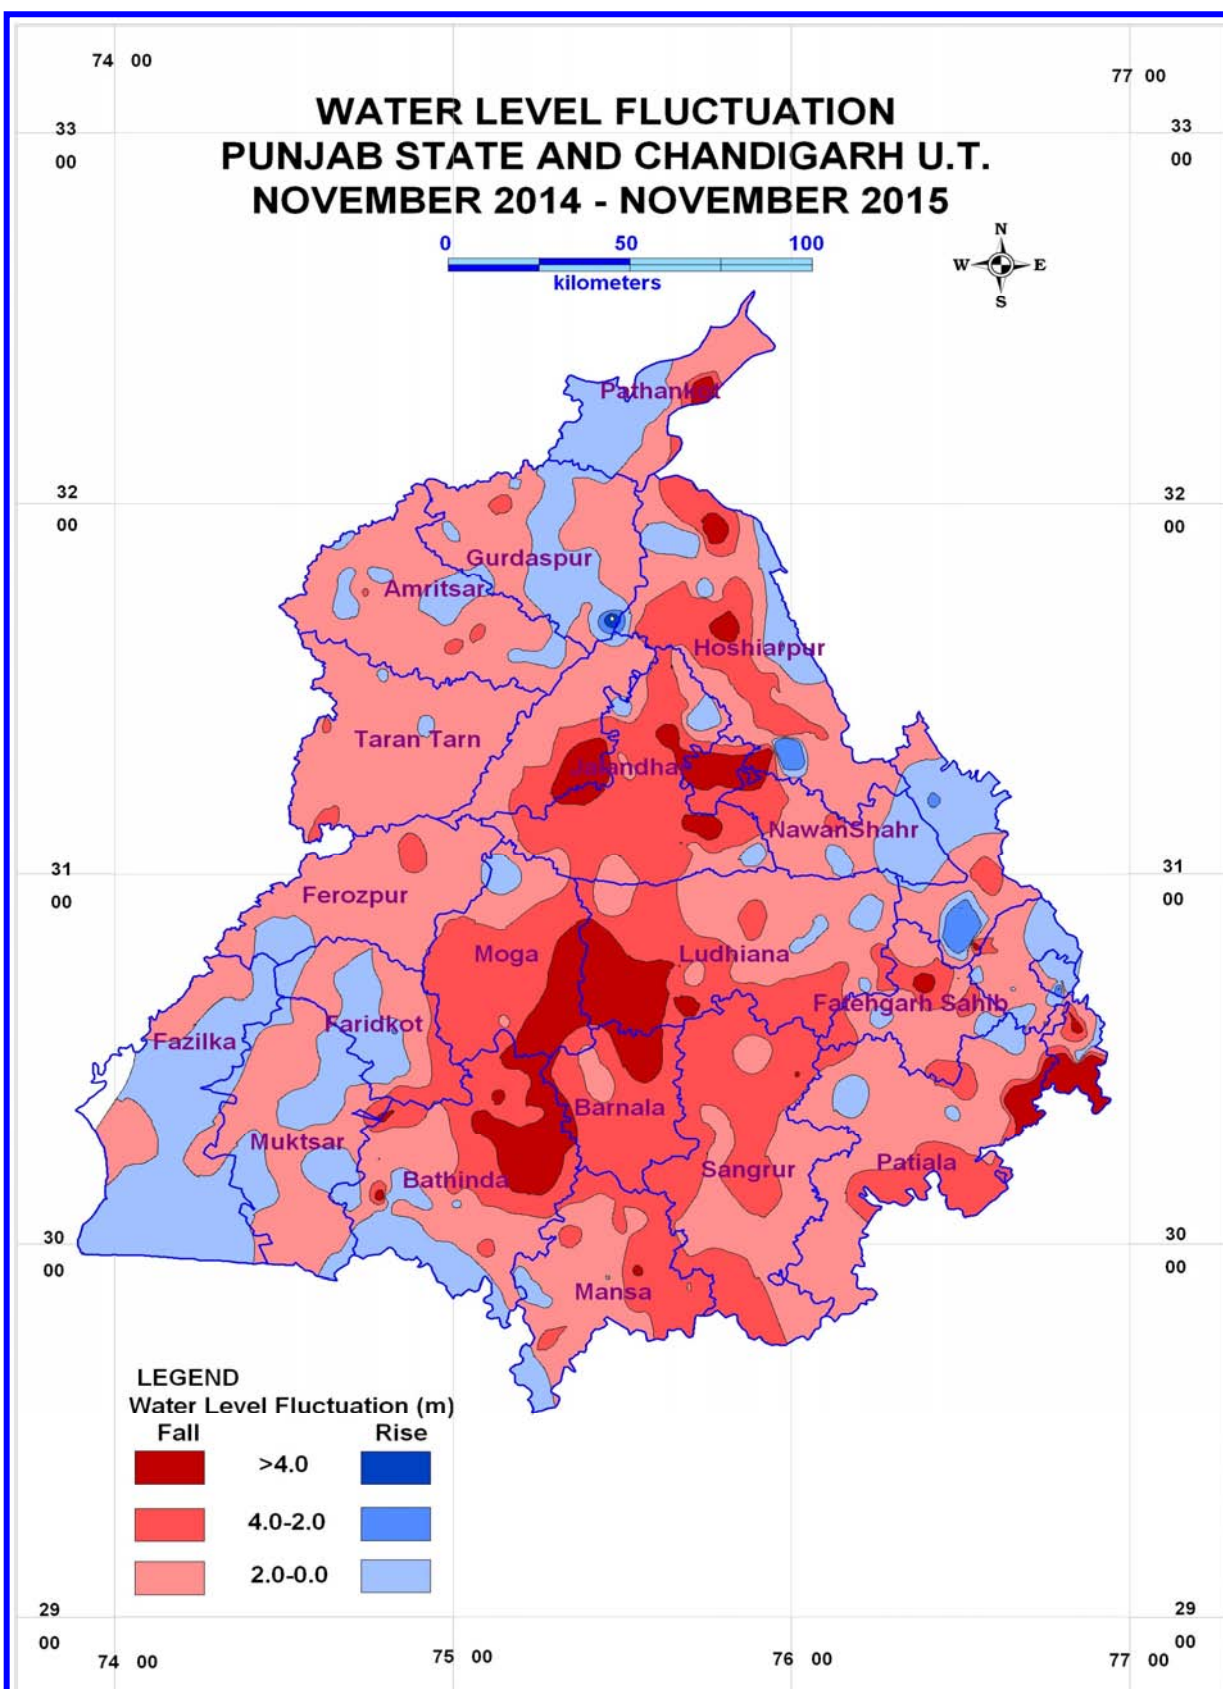 74 00
77 00
WATER LEVEL FLUCTUATION
PUNJAB STATE AND CHANDIGARH U.T.
NOVEMBER 2014 - NOVEMBER 2015
33
00
33
00
0 50 100
kilometers
N
W E
S
Pathankot
32
00
32
00
Gurdaspur
Amritsar
Hoshiarpur
Taran Tarn
Jalandhar
NawanShahr
31
00
31
00
Ferozpur
Moga
Ludhiana
Fatehgarh Sahib
Faridkot
Fazilka
Barnala
Muktsar
Sangrur
Patiala
Bathinda
30
00
30
00
Mansa
LEGEND
Water Level Fluctuation (m)
Fall Rise
>4.0
4.0-2.0
2.0-0.0
29
00
29
00
74 00
75 00
76 00
77 00